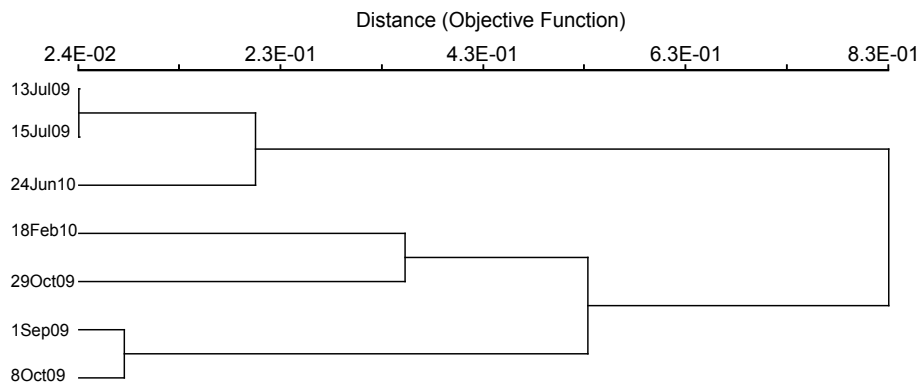 Distance (Objective Function)
2.4E-02 2.3E-01 4.3E-01 6.3E-01 8.3E-01
13Jul09
15Jul09
24Jun10
18Feb10
29Oct09
1Sep09
8Oct09